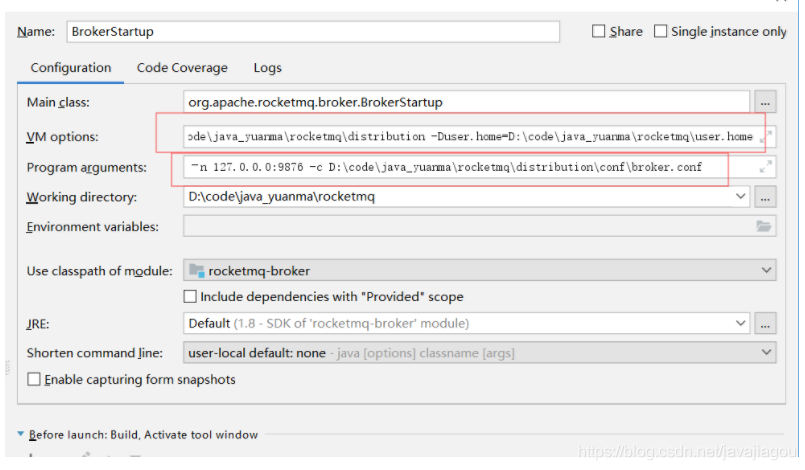 Name: BrokerStartup Share Single instance only
Configuration Code Coverage Logs
Main class: org.apache.rocketmq.broker.BrokerStartup ...
VM options: ode\java_yuanma\rocketmq\distribution -Duser.home=D:\code\java_yuanma\rocketmq\user.home
Program arguments: -n 127.0.0.0:9876 -c D:\code\java_yuanma\rocketmq\distribution\conf\broker.conf
Working directory: D:\code\java_yuanma\rocketmq ...
Environment variables:
Use classpath of module: rocketmq-broker
Include dependencies with "Provided" scope
JRE: Default (1.8 - SDK of 'rocketmq-broker' module) ...
Shorten command line: user-local default: none - java [options] classname [args]
Enable capturing form snapshots
Before launch: Build, Activate tool window
https://blog.csdn.net/javajiagou